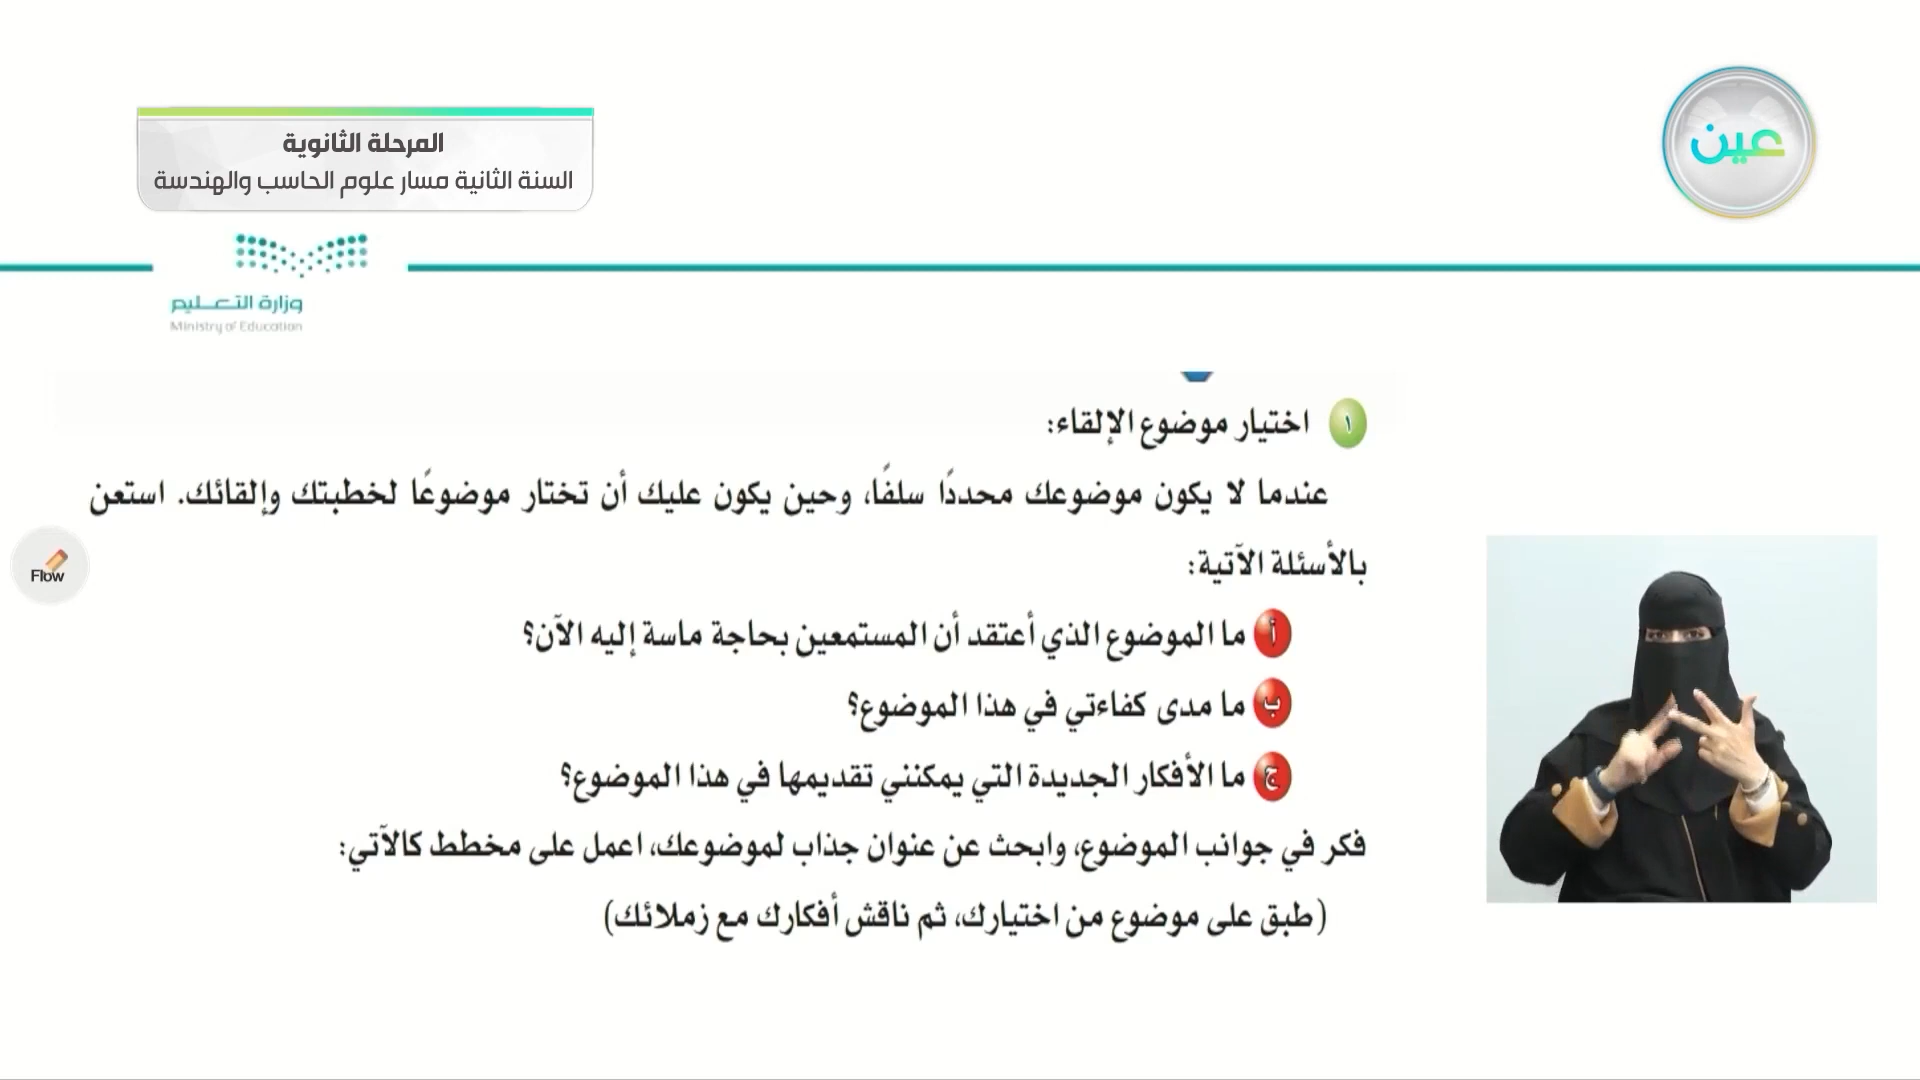 المرحلة الثانوية
السنة الثانية مسار علوم الحاسب والهندسة
عين
وزارة التعـــليم
Ministry of Education
١ اختيار موضوع الإلقاء:
عندما لا يكون موضوعك محددًا سلفًا، وحين يكون عليك أن تختار موضوعًا لخطبتك وإلقائك. استعن
بالأسئلة الآتية:
أ ما الموضوع الذي أعتقد أن المستمعين بحاجة ماسة إليه الآن؟
ب ما مدى كفاءتي في هذا الموضوع؟
ج ما الأفكار الجديدة التي يمكنني تقديمها في هذا الموضوع؟
فكر في جوانب الموضوع، وابحث عن عنوان جذاب لموضوعك، اعمل على مخطط كالآتي:
(طبق على موضوع من اختيارك، ثم ناقش أفكارك مع زملائك)
Flow